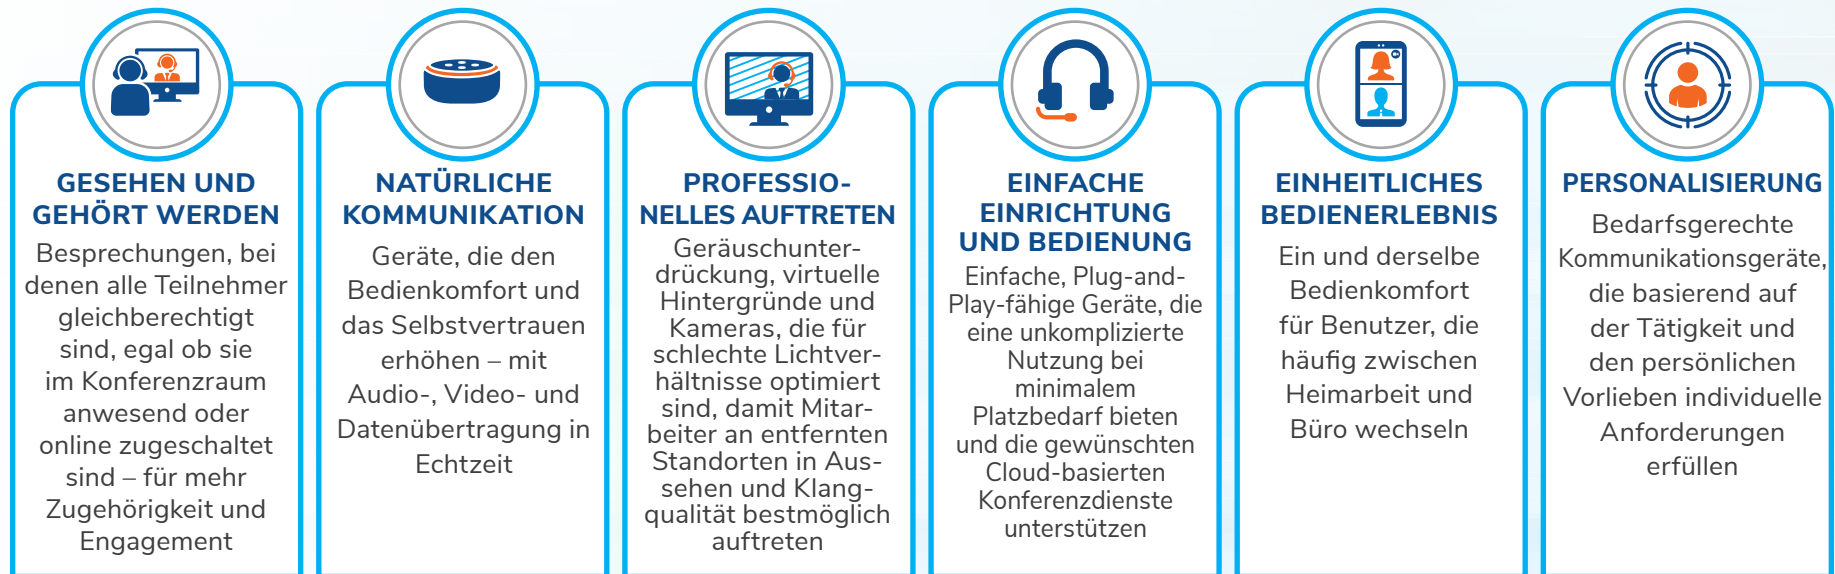 GESEHEN UND
GEHÖRT WERDEN
Besprechungen, bei
denen alle Teilnehmer
gleichberechtigt
sind, egal ob sie
im Konferenzraum
anwesend oder
online zugeschaltet
sind – für mehr
Zugehörigkeit und
Engagement
NATÜRLICHE
KOMMUNIKATION
Geräte, die den
Bedienkomfort und
das Selbstvertrauen
erhöhen – mit
Audio-, Video- und
Datenübertragung in
Echtzeit
PROFESSIO-
NELLES AUFTRETEN
Geräuschunter-
drückung, virtuelle
Hintergründe und
Kameras, die für
schlechte Lichtver-
hältnisse optimiert
sind, damit Mitar-
beiter an entfernten
Standorten in Aus-
sehen und Klang-
qualität bestmöglich
auftreten
EINFACHE
EINRICHTUNG
UND BEDIENUNG
Einfache, Plug-and-
Play-fähige Geräte, die
eine unkomplizierte
Nutzung bei
minimalem
Platzbedarf bieten
und die gewünschten
Cloud-basierten
Konferenzdienste
unterstützen
EINHEITLICHES
BEDIENERLEBNIS
Ein und derselbe
Bedienkomfort
für Benutzer, die
häufig zwischen
Heimarbeit und
Büro wechseln
PERSONALISIERUNG
Bedarfsgerechte
Kommunikationsgeräte,
die basierend auf
der Tätigkeit und
den persönlichen
Vorlieben individuelle
Anforderungen
erfüllen